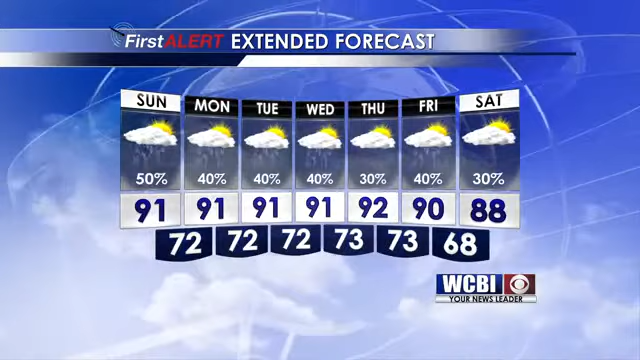 FirstALERT EXTENDED FORECAST
SUN MON TUE WED THU FRI SAT
50% 40% 40% 40% 30% 40% 30%
91 91 91 91 92 90 88
72 72 72 73 73 68
WCBI
YOUR NEWS LEADER